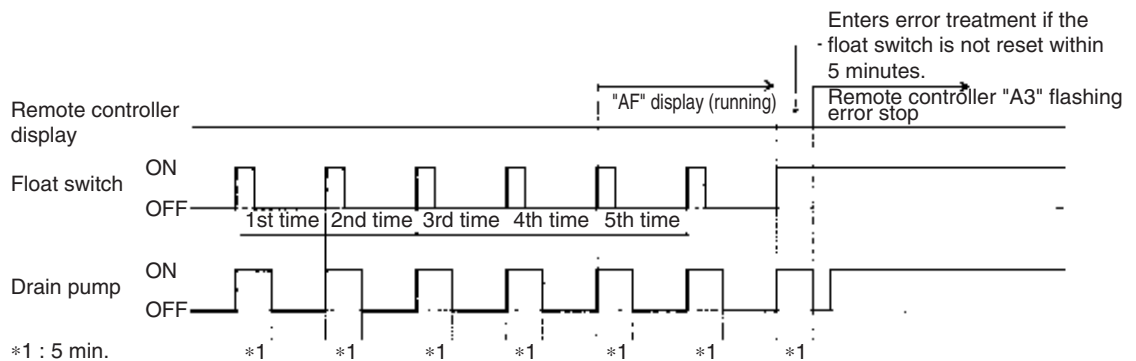 Enters error treatment if the
float switch is not reset within
5 minutes.
"AF" display (running)
Remote controller "A3" flashing
error stop
Remote controller
display
ON
Float switch
OFF
1st time
2nd time
3rd time
4th time
5th time
ON
Drain pump
OFF
*1 : 5 min.
*1
*1
*1
*1
*1
*1
*1